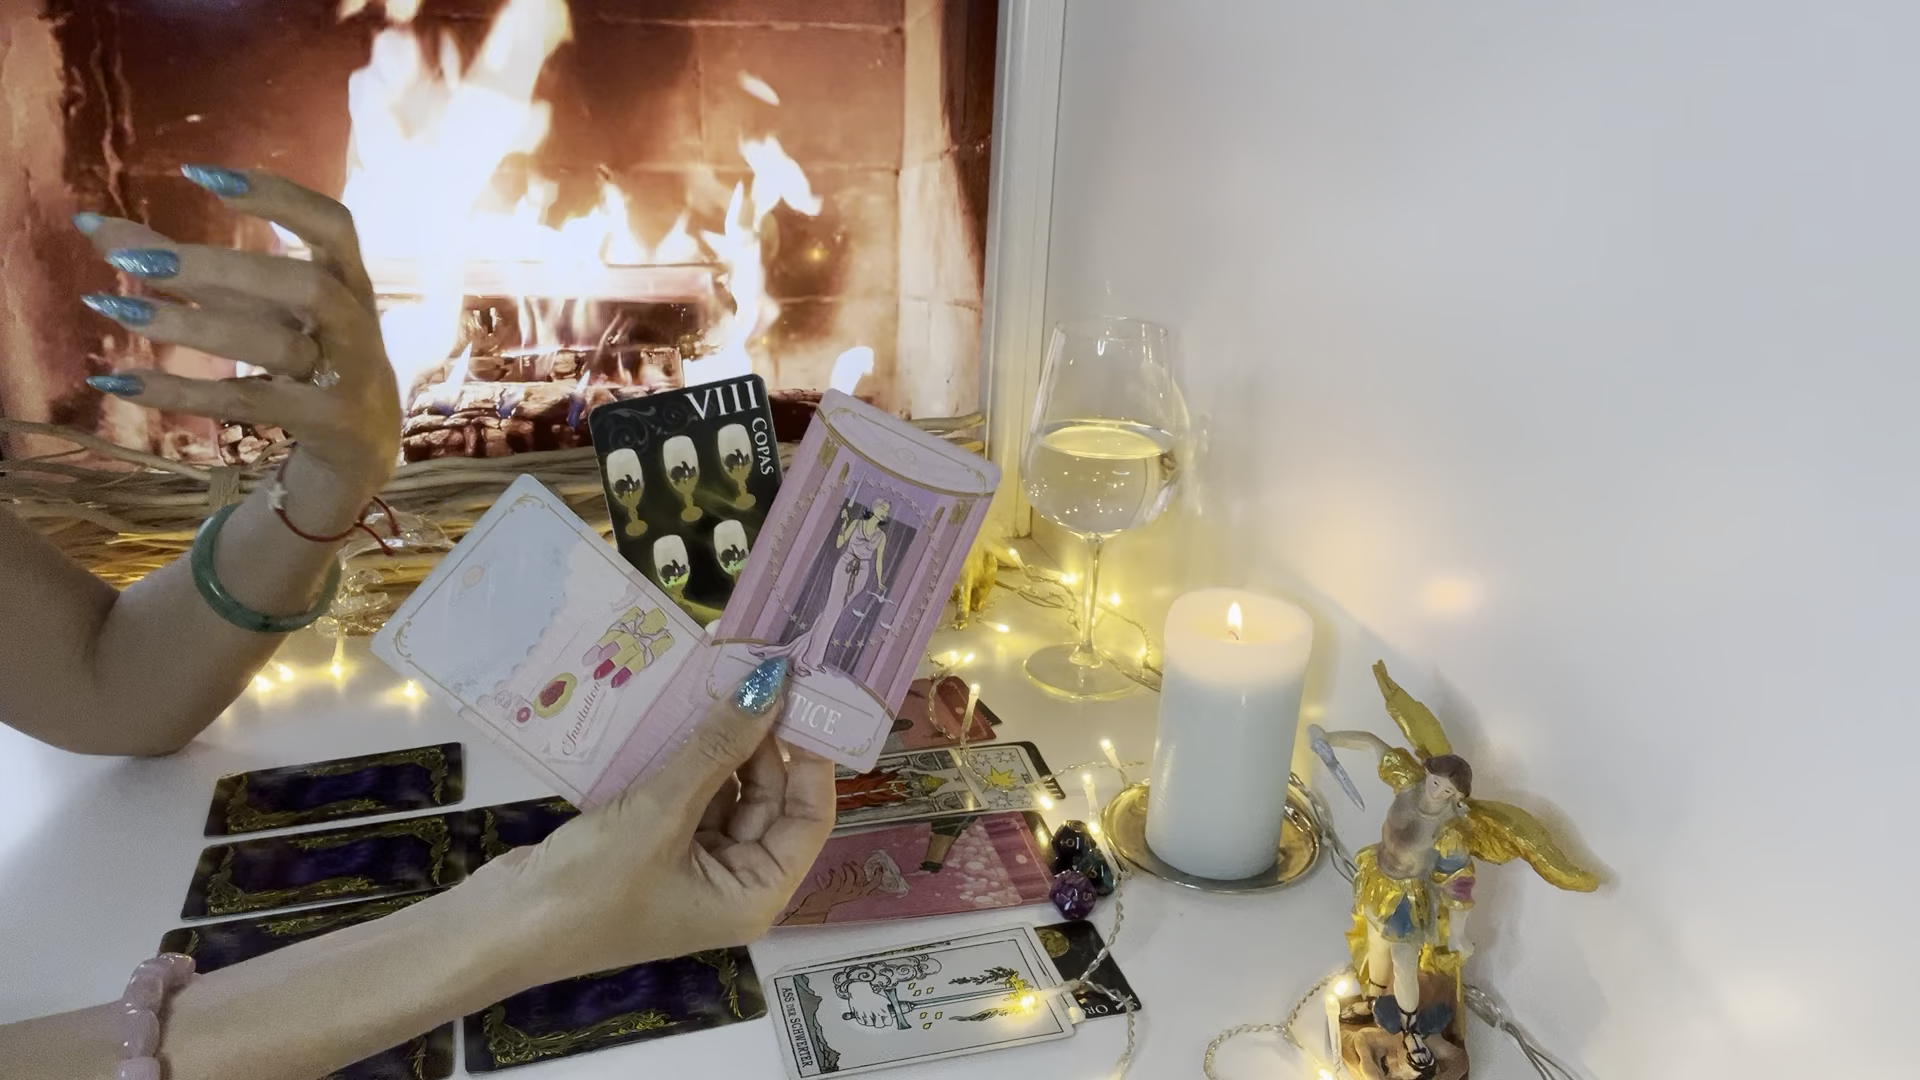 VIII
COPAS
Invitation
TICE
ASS DER SCHWERTER